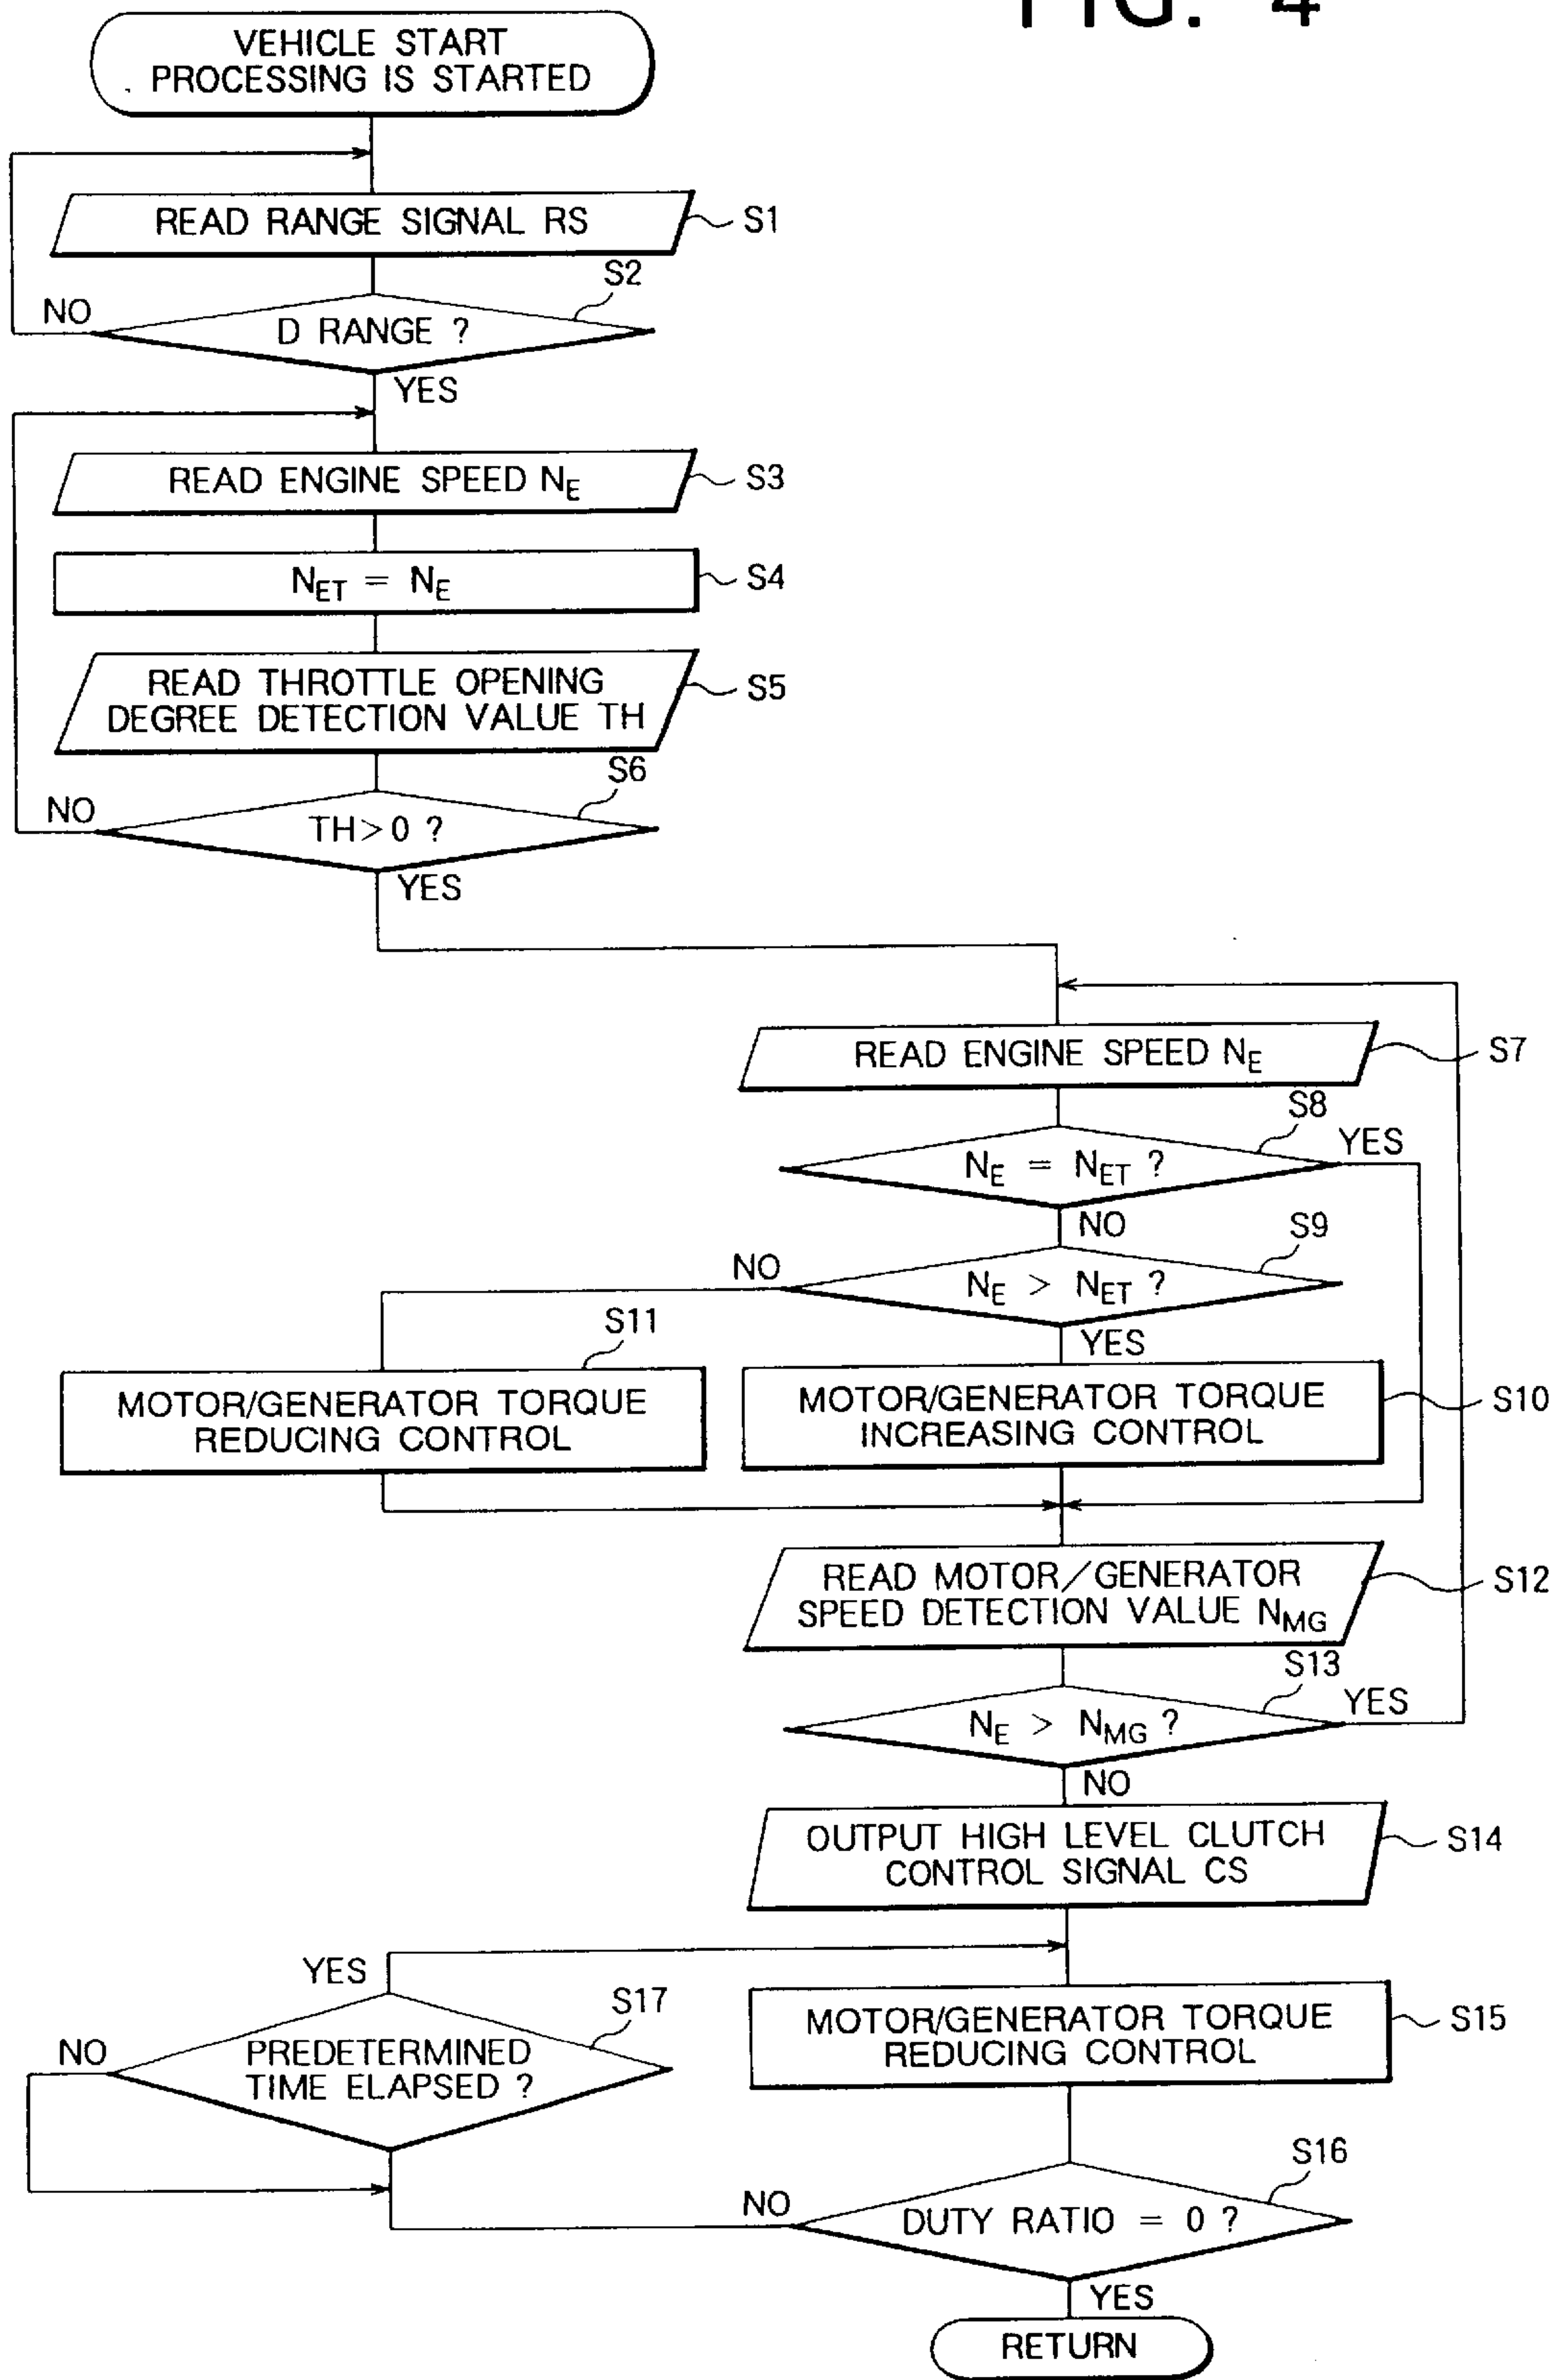 FIG. 4
VEHICLE START
PROCESSING IS STARTED
READ RANGE SIGNAL RS
S1
S2
NO
D RANGE ?
YES
READ ENGINE SPEED NE
S3
NET = NE
S4
READ THROTTLE OPENING
DEGREE DETECTION VALUE TH
S5
S6
NO
TH>0 ?
YES
READ ENGINE SPEED NE
S7
S8
NE = NET ?
YES
NO
S9
NO
NE > NET ?
YES
S11
MOTOR/GENERATOR TORQUE
REDUCING CONTROL
MOTOR/GENERATOR TORQUE
INCREASING CONTROL
S10
READ MOTOR/GENERATOR
SPEED DETECTION VALUE NMG
S12
S13
NE > NMG ?
YES
NO
OUTPUT HIGH LEVEL CLUTCH
CONTROL SIGNAL CS
S14
YES
S17
NO
PREDETERMINED
TIME ELAPSED ?
MOTOR/GENERATOR TORQUE
REDUCING CONTROL
S15
S16
NO
DUTY RATIO = 0 ?
YES
RETURN